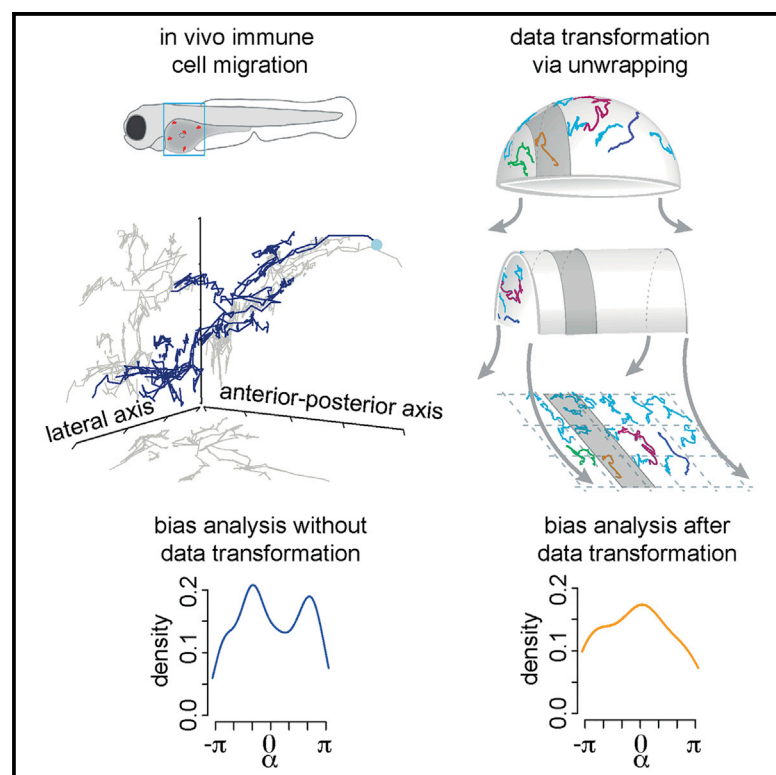 in vivo immune
cell migration
data transformation
via unwrapping
lateral axis
anterior-posterior axis
bias analysis without
data transformation
bias analysis after
data transformation
density
0.2
0.1
0.0
-π
0
π
α
density
0.2
0.1
0.0
-π
0
π
α